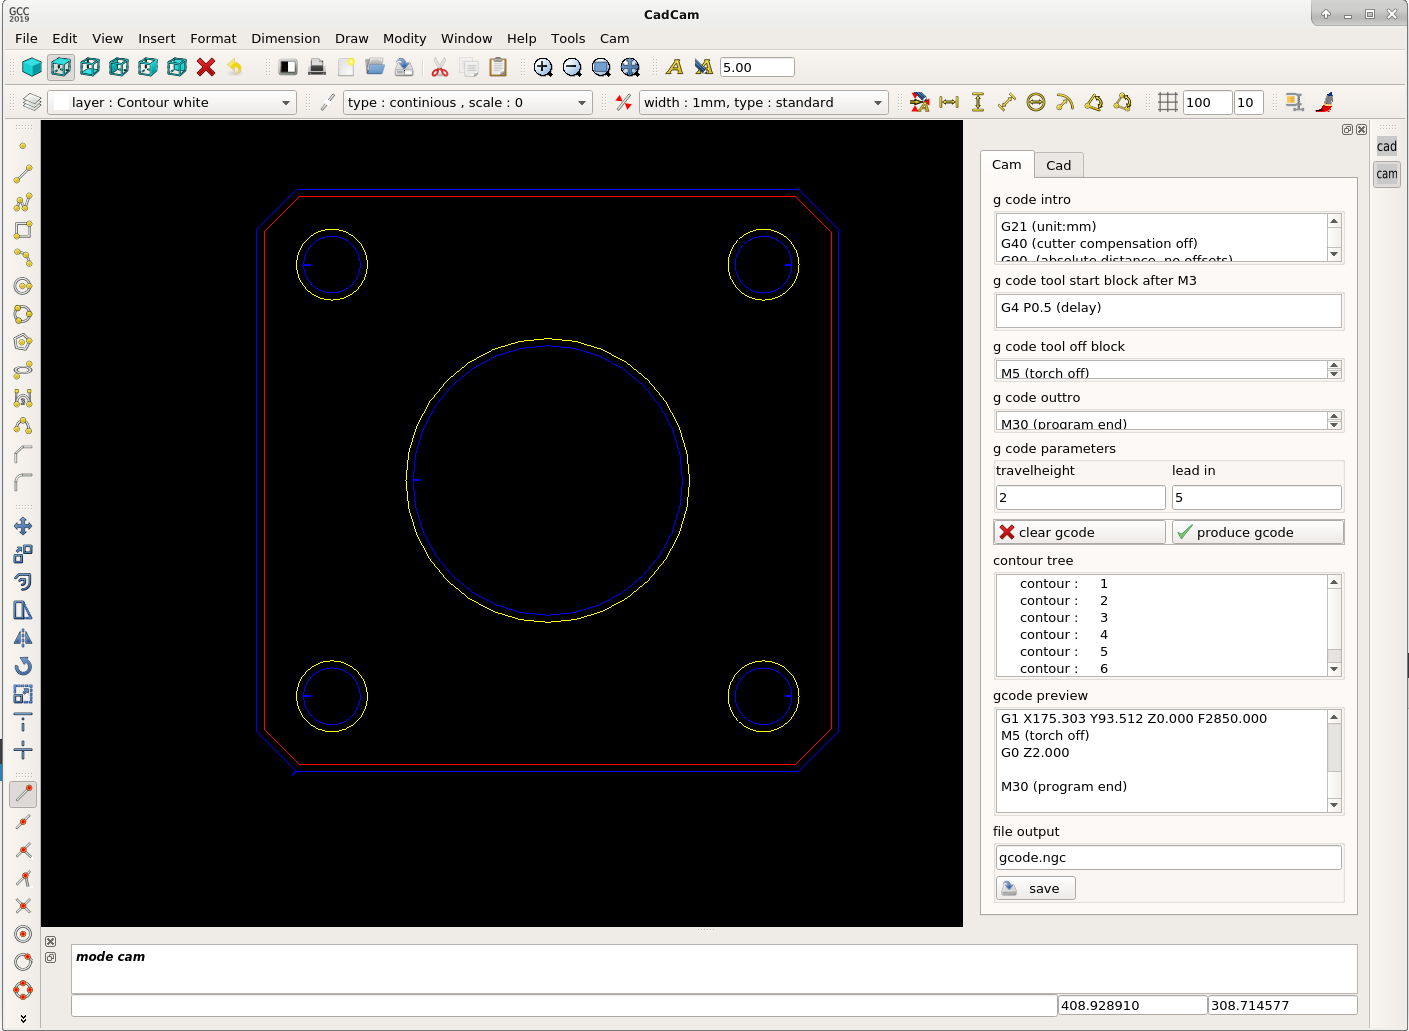 GCC
2019
CadCam
File Edit View Insert Format Dimension Draw Modify Window Help Tools Cam
5.00
layer : Contour white
type : continious , scale : 0
width : 1mm, type : standard
100
10
cad
cam
Cam
Cad
g code intro
G21 (unit:mm)
G40 (cutter compensation off)
G90 (absolute distance, no offsets)
g code tool start block after M3
G4 P0.5 (delay)
g code tool off block
M5 (torch off)
g code outtro
M30 (program end)
g code parameters
travelheight
lead in
2
5
clear gcode
produce gcode
contour tree
contour : 1
contour : 2
contour : 3
contour : 4
contour : 5
contour : 6
gcode preview
G1 X175.303 Y93.512 Z0.000 F2850.000
M5 (torch off)
G0 Z2.000
M30 (program end)
file output
gcode.ngc
save
mode cam
408.928910
308.714577